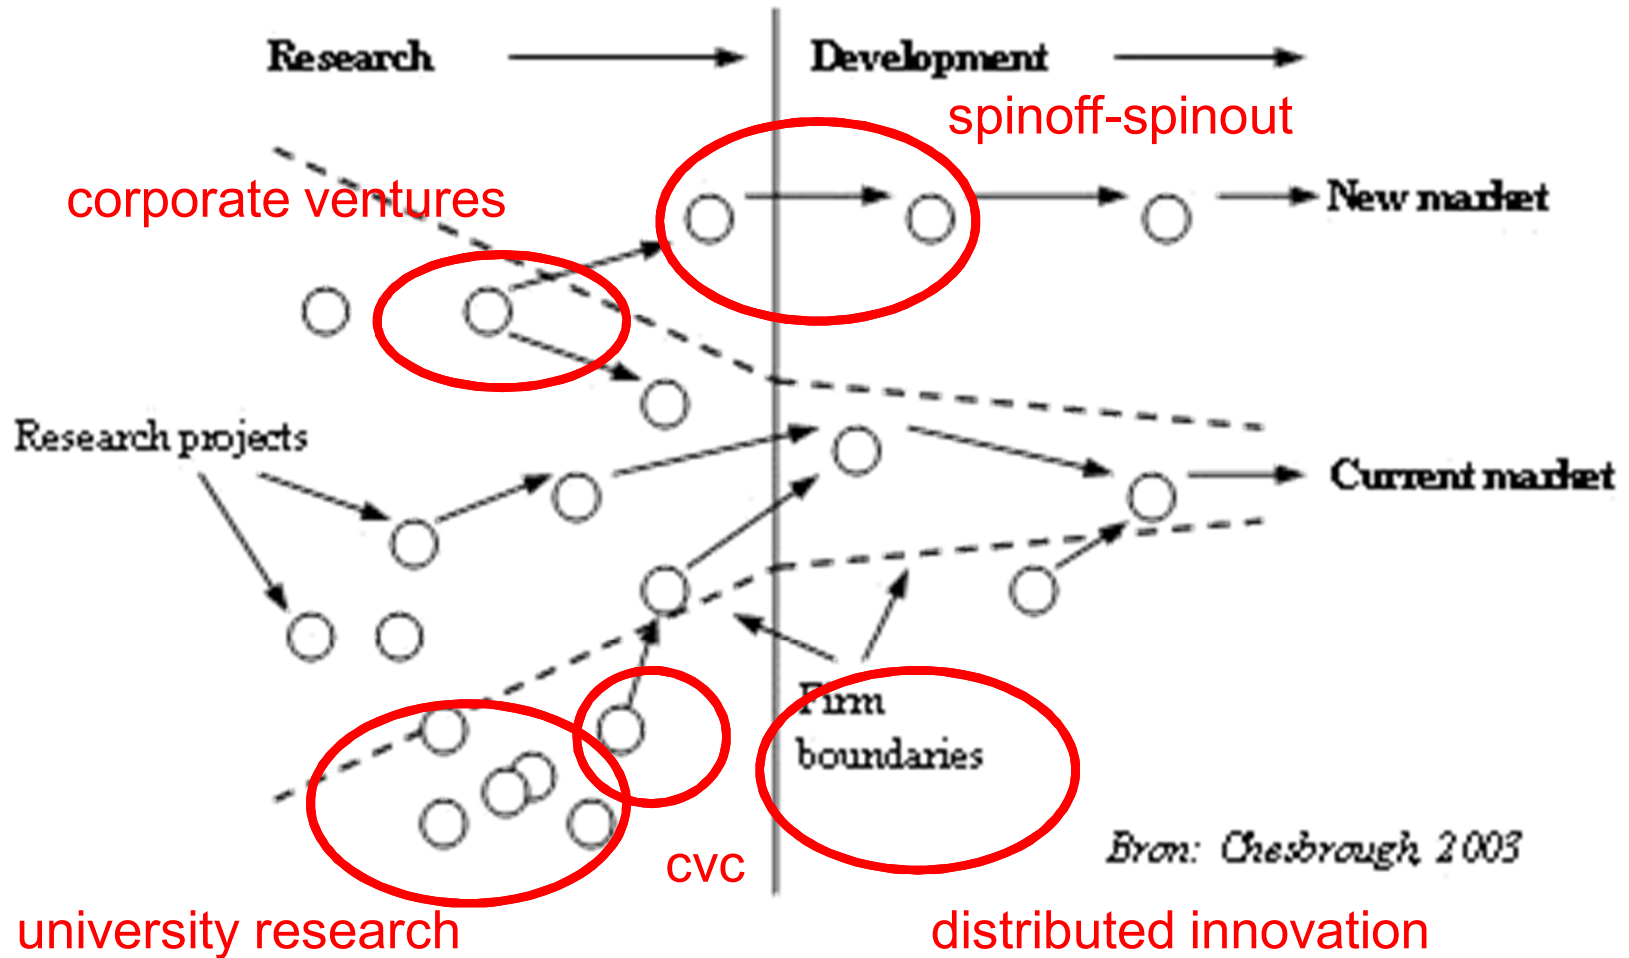 Research
Development
spinoff-spinout
corporate ventures
New market
Research projects
Current market
Firm
boundaries
Bron: Chesbrough, 2003
cvc
university research
distributed innovation